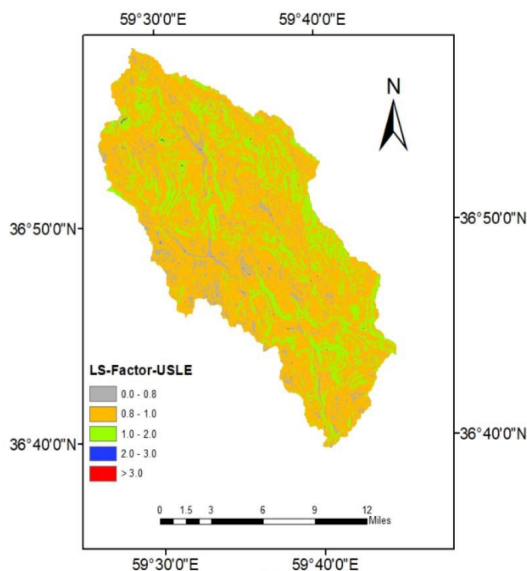 59°30'0"E 59°40'0"E
N
36°50'0"N 36°50'0"N
LS-Factor-USLE
0.0 - 0.8
0.8 - 1.0
1.0 - 2.0
2.0 - 3.0
> 3.0
36°40'0"N 36°40'0"N
0 1.5 3 6 9 12
Miles
59°30'0"E 59°40'0"E